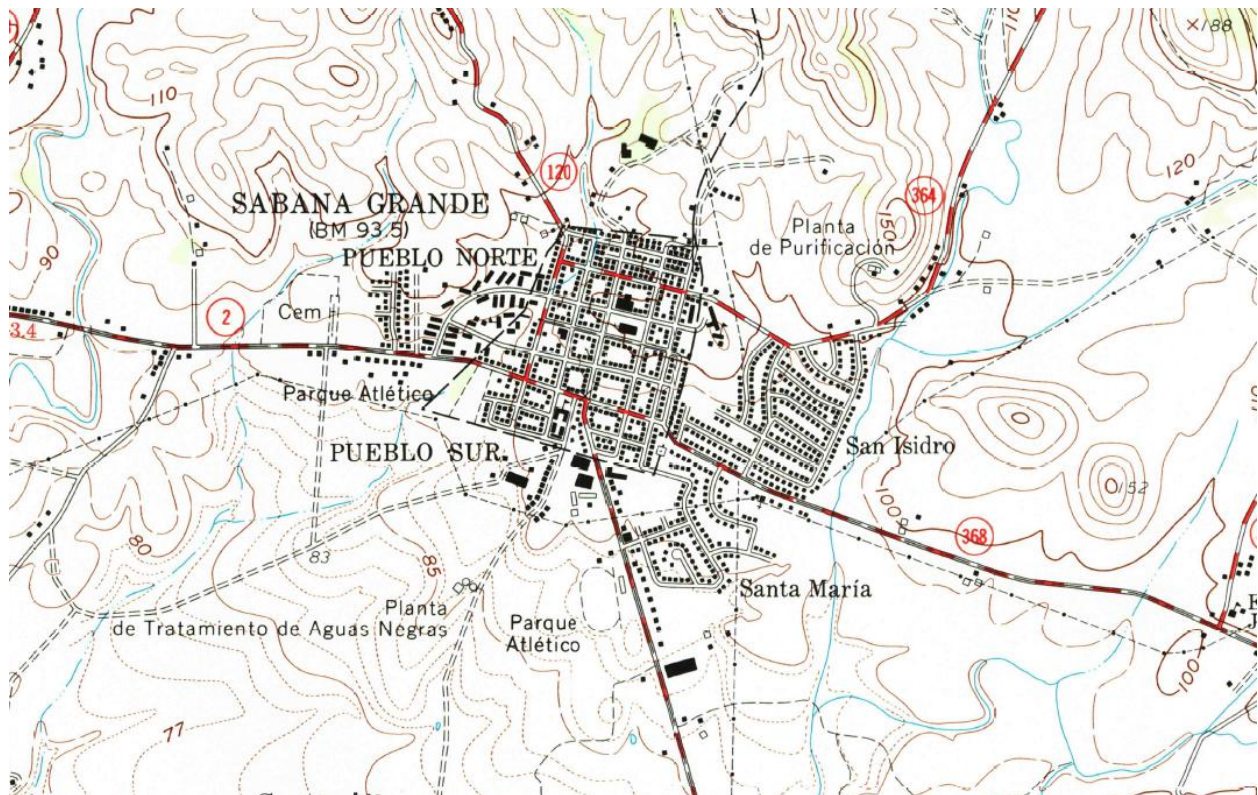 188
110
110
120
120
364
SABANA GRANDE
(BM 93.5)
150
Planta
de Purificación
PUEBLO NORTE
90
2
Cem
3.4
Parque Atlético
PUEBLO SUR
San Isidro
152
100
368
80
83
85
Santa María
Planta
de Tratamiento de Aguas Negras
Parque
Atlético
100
77